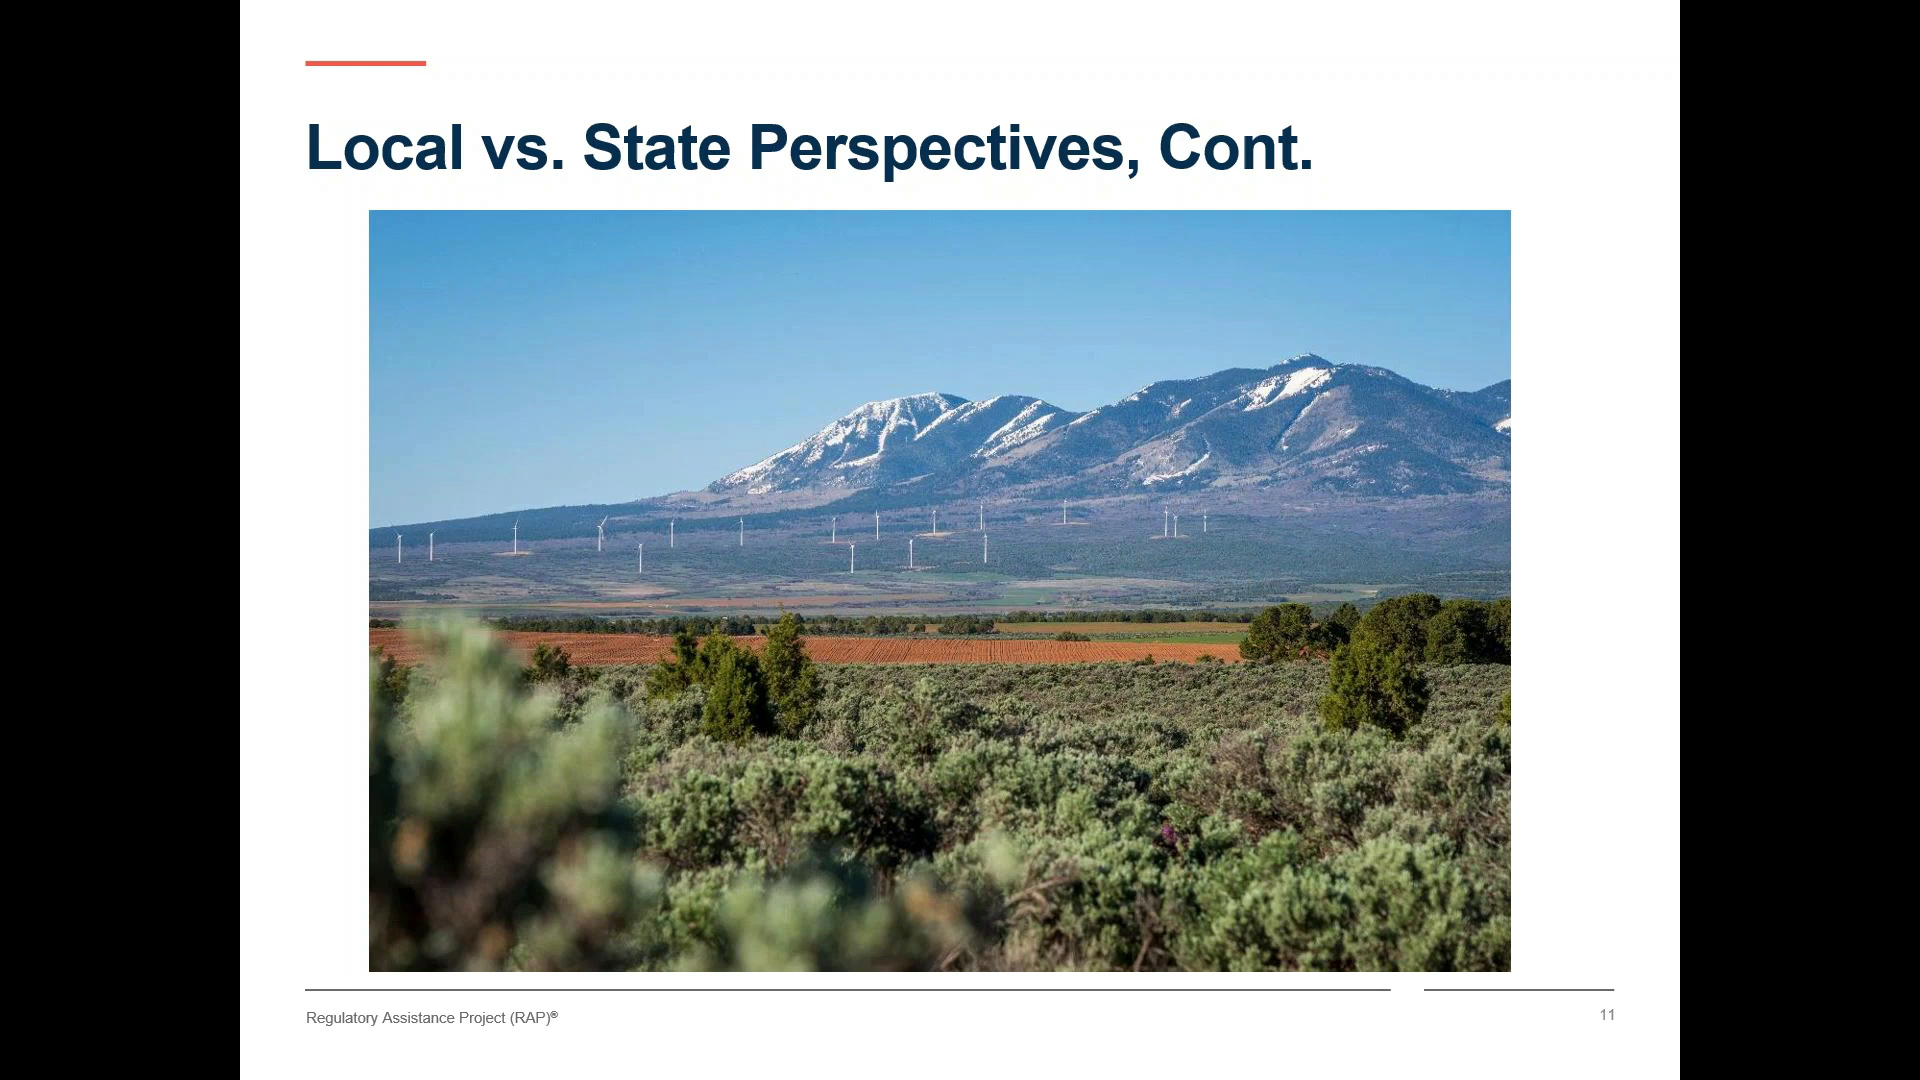 Local vs. State Perspectives, Cont.
Regulatory Assistance Project (RAP)®
11